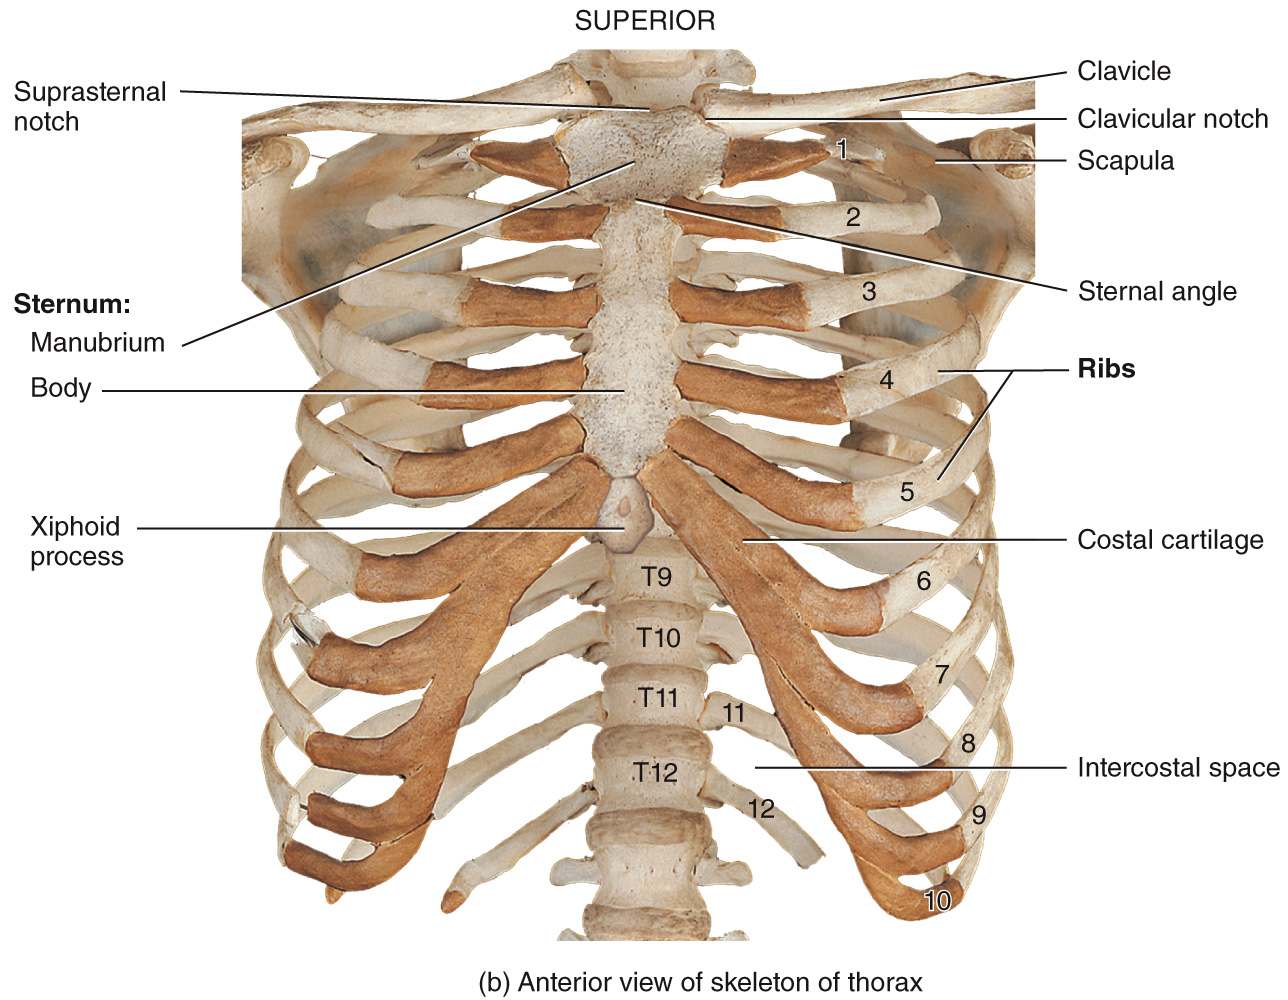 SUPERIOR
Suprasternal
notch
Clavicle
Clavicular notch
Scapula
1
2
Sternal angle
3
Sternum:
Manubrium
Body
Ribs
4
5
Xiphoid
process
Costal cartilage
6
T9
T10
7
T11
11
8
Intercostal space
T12
12
9
10
(b) Anterior view of skeleton of thorax